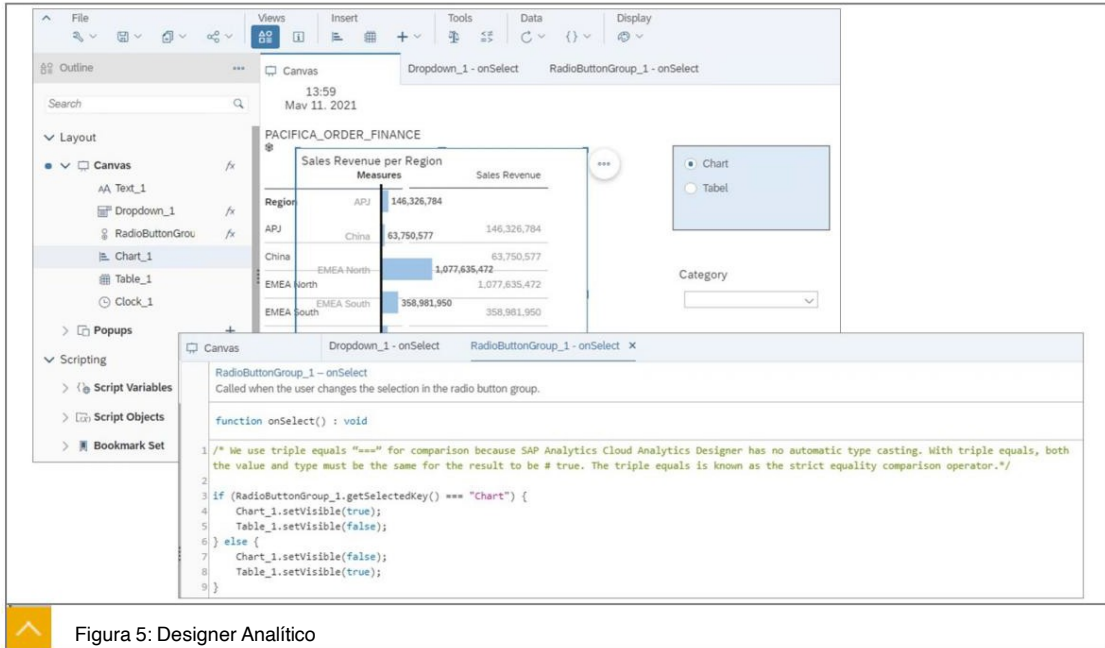 File Views Insert Tools Data Display
Outline
Canvas Dropdown_1 - onSelect RadioButtonGroup_1 - onSelect
Search
13:59
May 11, 2021
Layout
Canvas
Text_1
Dropdown_1
RadioButtonGrou
Chart_1
Table_1
Clock_1
Popups
Scripting
Script Variables
Script Objects
Bookmark Set
PACIFICA_ORDER_FINANCE
Sales Revenue per Region
Measures Sales Revenue
Region APJ 146,326,784
APJ 146,326,784
China 63,750,577
China 63,750,577
EMEA North 1,077,635,472
EMEA North 1,077,635,472
EMEA South 358,981,950
EMEA South 358,981,950
Chart
Tabel
Category
Canvas Dropdown_1 - onSelect RadioButtonGroup_1 - onSelect
RadioButtonGroup_1 – onSelect
Called when the user changes the selection in the radio button group.
function onSelect() : void
1 /* We use triple equals "===" for comparison because SAP Analytics Cloud Analytics Designer has no automatic type casting. With triple equals, both
the value and type must be the same for the result to be # true. The triple equals is known as the strict equality comparison operator.*/
2
3 if (RadioButtonGroup_1.getSelectedKey() === "Chart") {
4 Chart_1.setVisible(true);
5 Table_1.setVisible(false);
6 } else {
7 Chart_1.setVisible(false);
8 Table_1.setVisible(true);
9 }
Figura 5: Designer Analítico